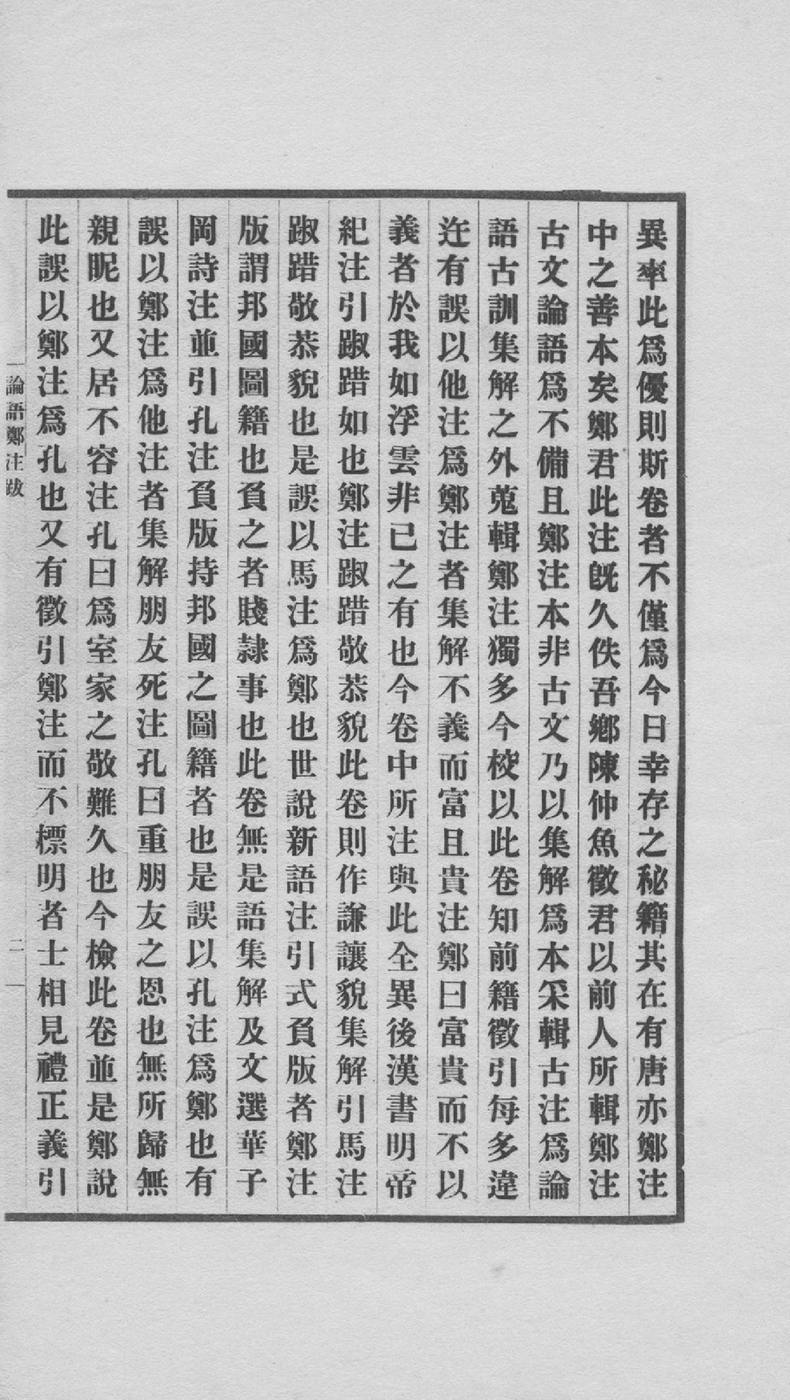 異率此爲優則斯卷者不僅爲今日幸存之秘籍其在有唐亦鄭注
中之善本矣鄭君此注旣久佚吾鄕陳仲魚徵君以前人所輯鄭注
古文論語爲不備且鄭注本非古文乃以集解爲本采輯古注爲論
語古訓集解之外蒐輯鄭注獨多今校以此卷知前籍徵引每多違
迕有誤以他注爲鄭注者集解不義而富且貴注鄭曰富貴而不以
義者於我如浮雲非已之有也今卷中所注與此全異後漢書明帝
紀注引踧踖如也鄭注踧踖敬恭貌此卷則作謙讓貌集解引馬注
踧踖敬恭貌也是誤以馬注爲鄭也世說新語注引式負版者鄭注
版謂邦國圖籍也負之者賤隷事也此卷無是語集解及文選華子
岡詩注並引孔注負版持邦國之圖籍者也是誤以孔注爲鄭也有
誤以鄭注爲他注者集解朋友死注孔曰重朋友之恩也無所歸無
親昵也又居不容注孔曰爲室家之敬難久也今檢此卷並是鄭說
此誤以鄭注爲孔也又有徵引鄭注而不標明者士相見禮正義引
論語鄭注跋
二